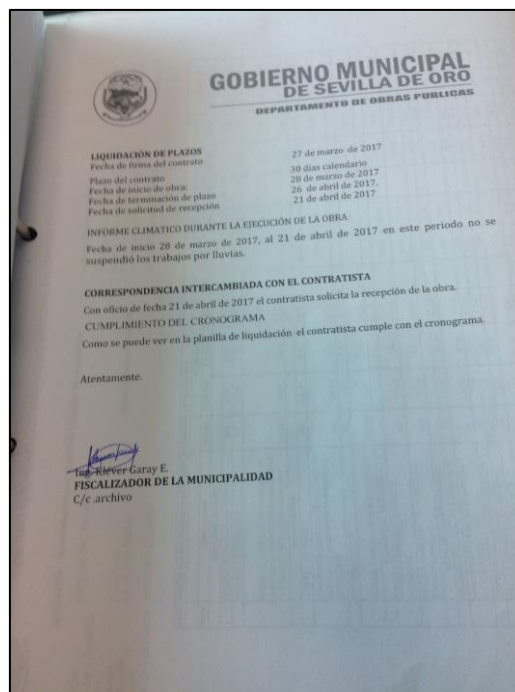 GOBIERNO MUNICIPAL
DE SEVILLA DE ORO
DEPARTAMENTO DE OBRAS PUBLICAS
LIQUIDACIÓN DE PLAZOS
Fecha de firma del contrato 27 de marzo de 2017
Plazo del contrato 30 días calendario
Fecha de inicio de obra: 28 de marzo de 2017
Fecha de terminación de plazo 26 de abril de 2017.
Fecha de solicitud de recepción 21 de abril de 2017
INFORME CLIMATICO DURANTE LA EJECUCIÓN DE LA OBRA
Fecha de inicio 28 de marzo de 2017, al 21 de abril de 2017 en este periodo no se
suspendió los trabajos por lluvias.
CORRESPONDENCIA INTERCAMBIADA CON EL CONTRATISTA
Con oficio de fecha 21 de abril de 2017 el contratista solicita la recepción de la obra.
CUMPLIMIENTO DEL CRONOGRAMA
Como se puede ver en la planilla de liquidación el contratista cumple con el cronograma.
Atentamente.
Ing. Klever Garay E.
FISCALIZADOR DE LA MUNICIPALIDAD
C/c .archivo